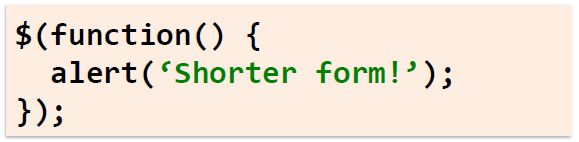 $(function() {
  alert(‘Shorter form!’);
});